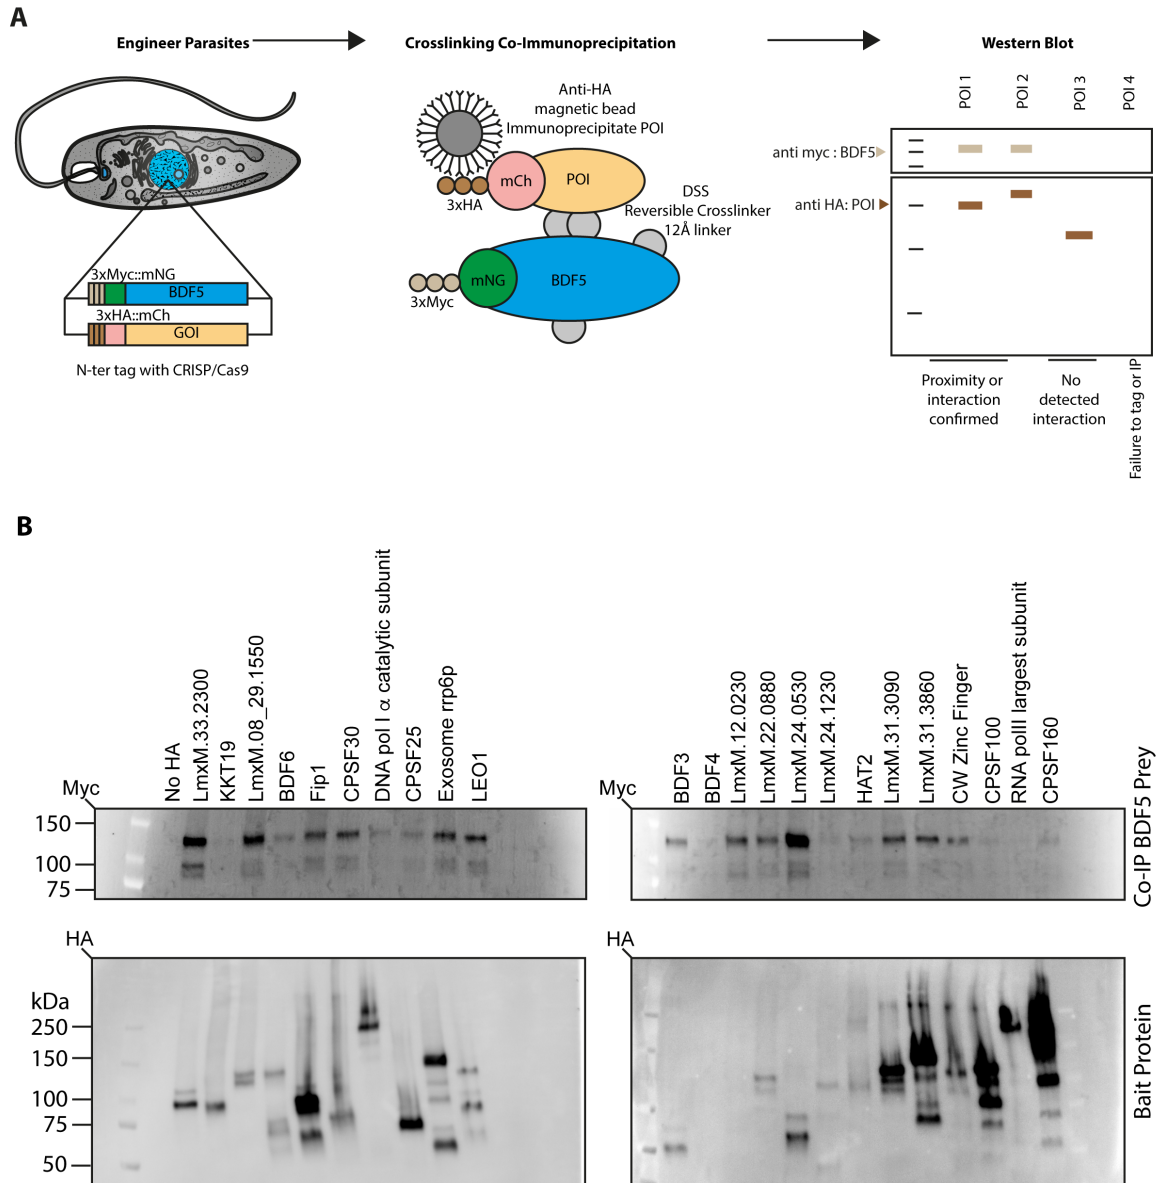 A
Engineer Parasites
Crosslinking Co-Immunoprecipitation
Western Blot
3xMyc::mNG
BDF5
3xHA::mCh
GOI
N-ter tag with CRISP/Cas9
Anti-HA
magnetic bead
Immunoprecipitate POI
mCh
POI
3xHA
DSS
Reversible Crosslinker
12Å linker
mNG
BDF5
3xMyc
POI 1
POI 2
POI 3
POI 4
anti myc : BDF5
anti HA: POI
Proximity or
interaction
confirmed
No
detected
interaction
Failure to tag or IP
B
Myc
No HA
LmxM.33.2300
KKT19
LmxM.08_29.1550
BDF6
Fip1
CPSF30
DNA pol I α catalytic subunit
CPSF25
Exosome rrp6p
LEO1
150
100
75
Myc
BDF3
BDF4
LmxM.12.0230
LmxM.22.0880
LmxM.24.0530
LmxM.24.1230
HAT2
LmxM.31.3090
LmxM.31.3860
CW Zinc Finger
CPSF100
RNA polII largest subunit
CPSF160
Co-IP BDF5 Prey
HA
kDa
250
150
100
75
50
HA
Bait Protein